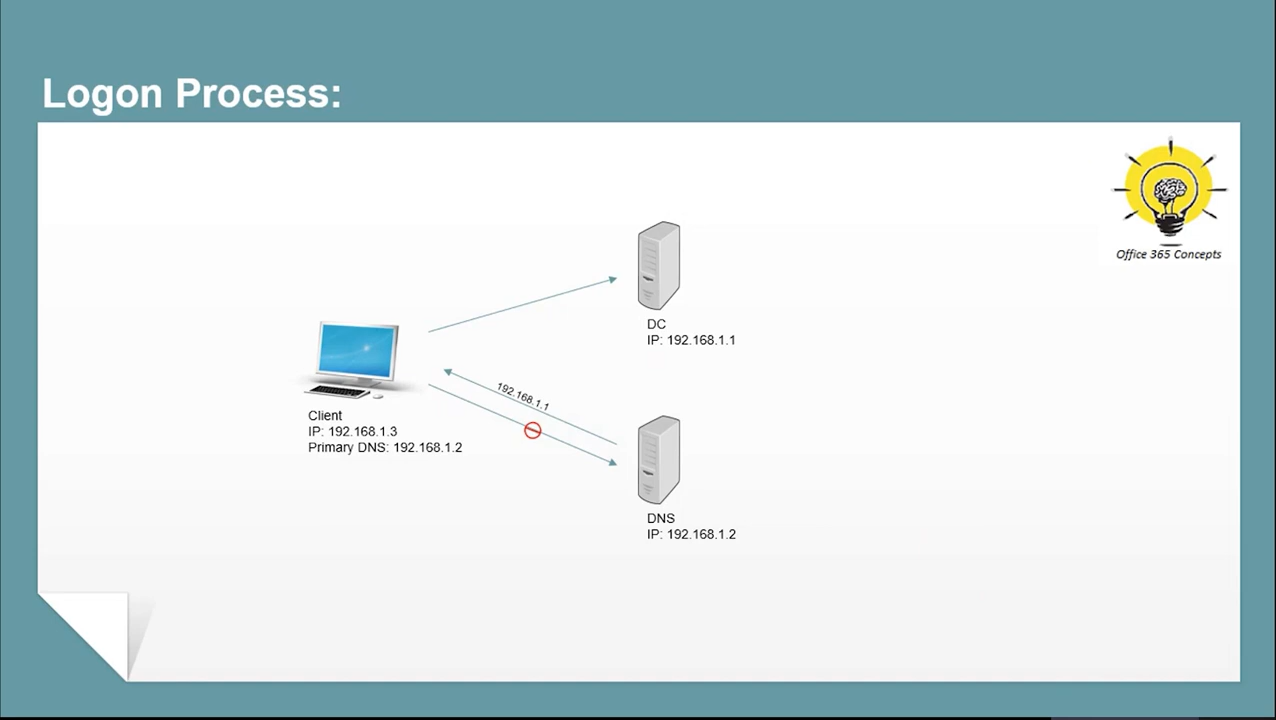 Logon Process:
Office 365 Concepts
DC
IP: 192.168.1.1
192.168.1.1
Client
IP: 192.168.1.3
Primary DNS: 192.168.1.2
DNS
IP: 192.168.1.2